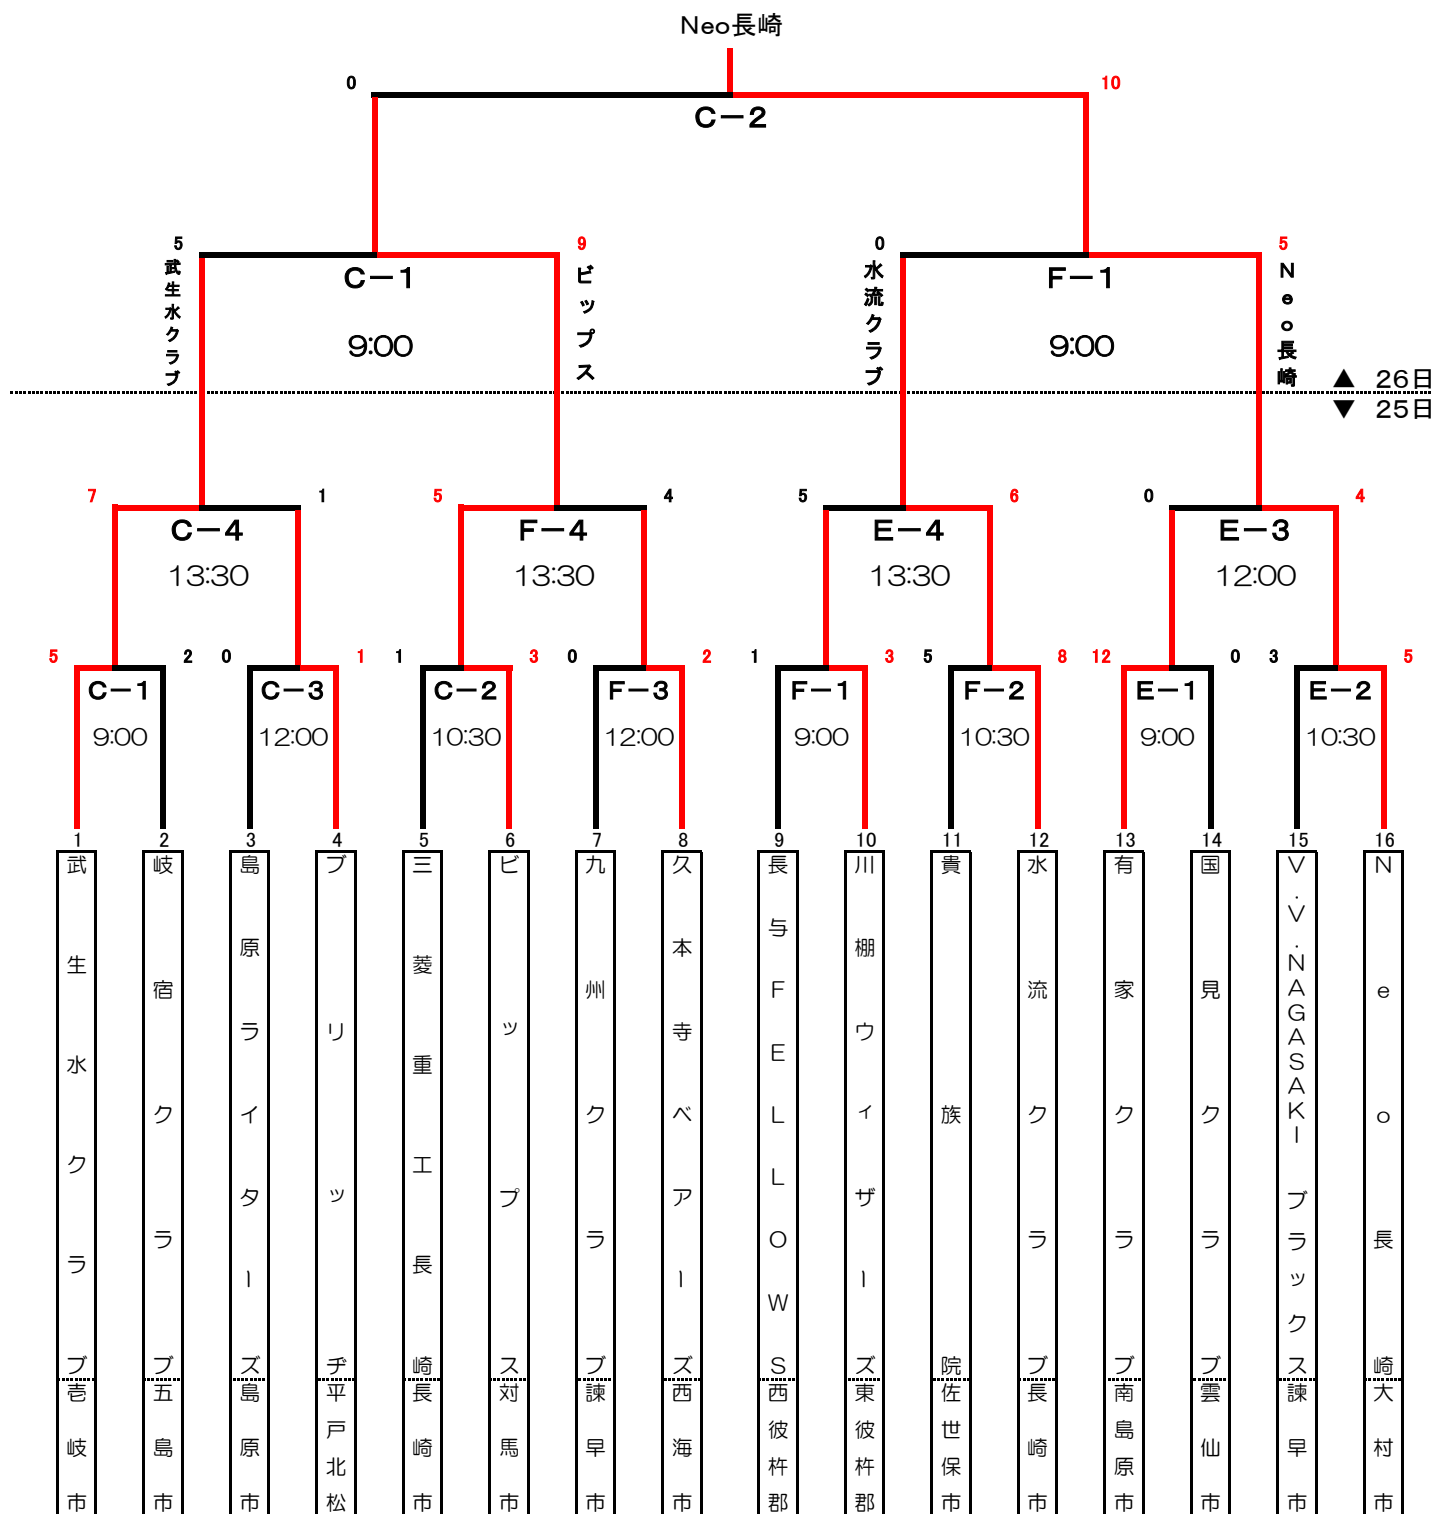 Neo長崎
0
10
C-2
5
9
0
5
武生水クラブ
ビップス
水流クラブ
Neo長崎
C-1
F-1
9:00
9:00
▲ 26日
▼ 25日
7
1
5
4
5
6
0
4
C-4
F-4
E-4
E-3
13:30
13:30
13:30
12:00
5
2
0
1
1
3
0
2
1
3
5
8
12
0
3
5
C-1
C-3
C-2
F-3
F-1
F-2
E-1
E-2
9:00
12:00
10:30
12:00
9:00
10:30
9:00
10:30
1
2
3
4
5
6
7
8
9
10
11
12
13
14
15
16
武生水クラブ
岐宿クラブ
島原ライターズ
ブリッヂ
三菱重工長崎
ビップス
九州クラブ
久本寺ベアーズ
長与FELLOWS
川棚ウィザーズ
貴族院
水流クラブ
有家クラブ
国見クラブ
V.V.NAGASAKI ブラックス
Neo長崎
壱岐市
五島市
島原市
平戸北松
長崎市
対馬市
諫早市
西海市
西彼杵郡
東彼杵郡
佐世保市
長崎市
南島原市
雲仙市
諫早市
大村市